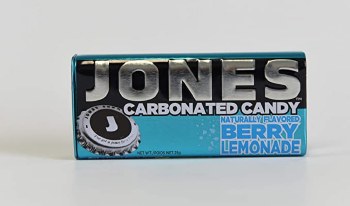 JONES
CARBONATED CANDY
NATURALLY FLAVORED
BERRY
LEMONADE
J